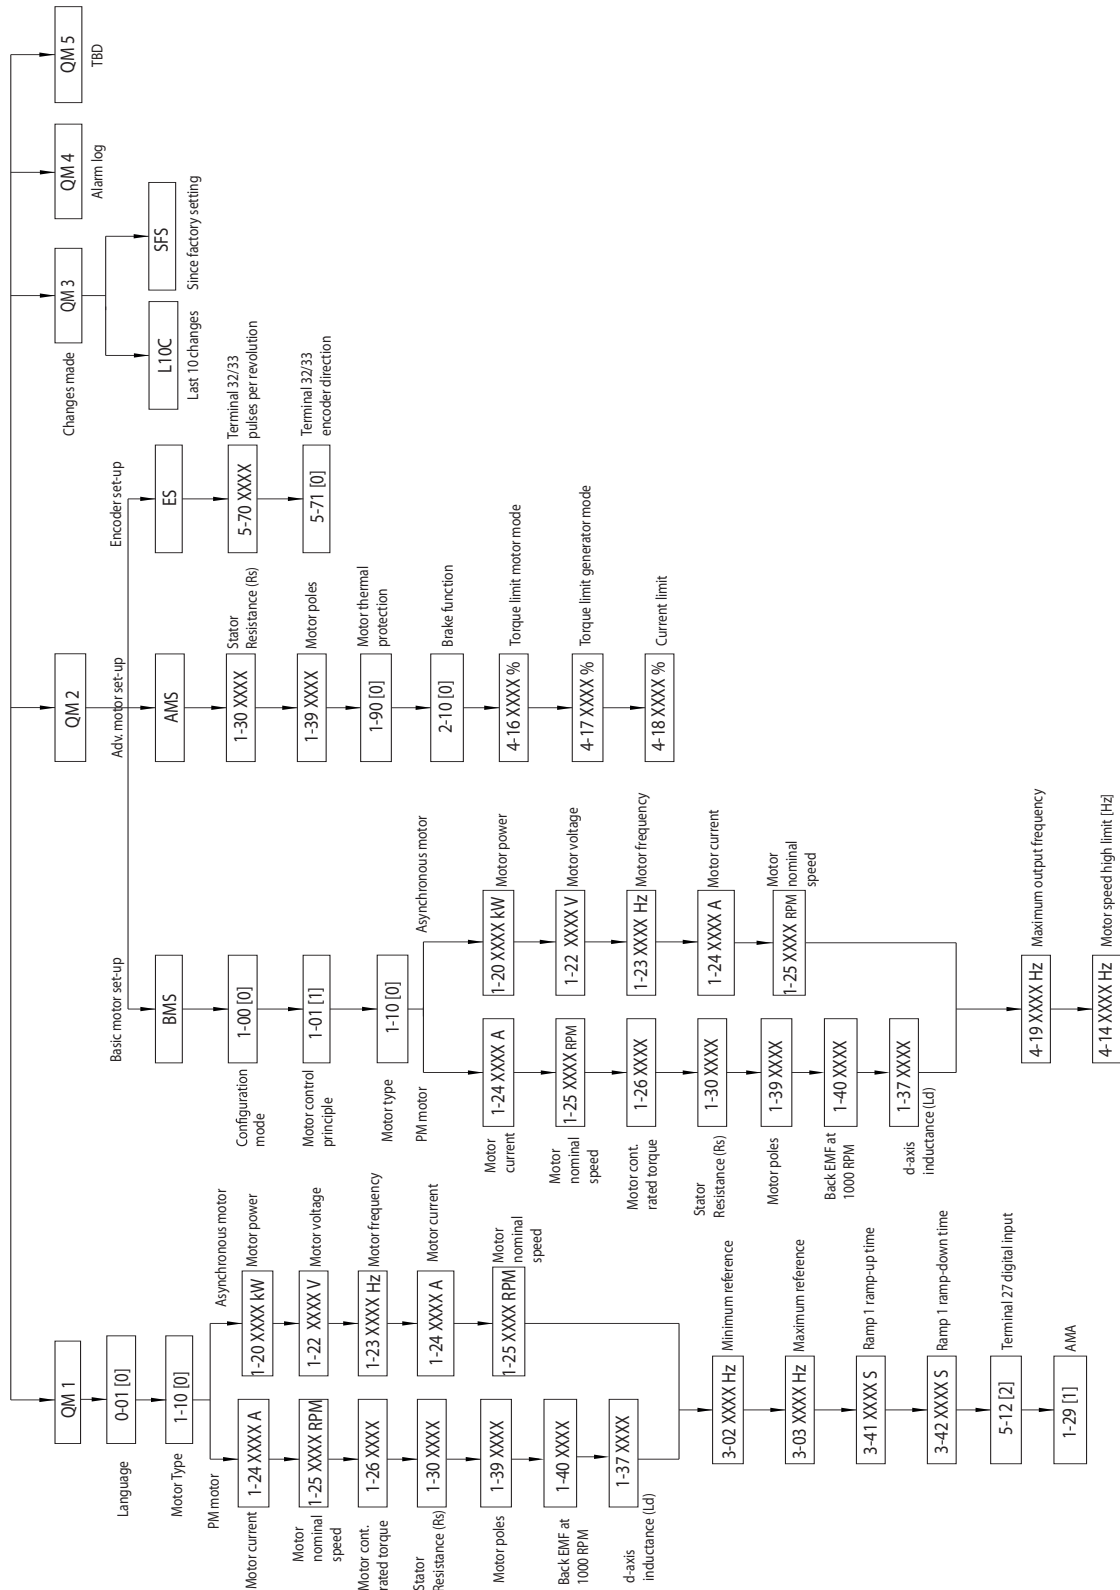 QM 1
0-01 [0]
Language
1-10 [0]
Motor Type
PM motor
1-24 XXXX A
Motor current
1-25 XXXX RPM
Motor
nominal
speed
1-26 XXXX
Motor cont.
rated torque
1-30 XXXX
Stator
Resistance (Rs)
1-39 XXXX
Motor poles
1-40 XXXX
Back EMF at
1000 RPM
1-37 XXXX
d-axis
inductance (Ld)
Asynchronous motor
1-20 XXXX kW
Motor power
1-22 XXXX V
Motor voltage
1-23 XXXX Hz
Motor frequency
1-24 XXXX A
Motor current
1-25 XXXX RPM
Motor
nominal
speed
3-02 XXXX Hz
Minimum reference
3-03 XXXX Hz
Maximum reference
3-41 XXXX S
Ramp 1 ramp-up time
3-42 XXXX S
Ramp 1 ramp-down time
5-12 [2]
Terminal 27 digital input
1-29 [1]
AMA
QM 2
Basic motor set-up
BMS
1-00 [0]
Configuration
mode
1-01 [1]
Motor control
principle
1-10 [0]
Motor type
PM motor
1-24 XXXX A
Motor
current
1-25 XXXX RPM
Motor
nominal
speed
1-26 XXXX
Motor cont.
rated torque
1-30 XXXX
Stator
Resistance (Rs)
1-39 XXXX
Motor poles
1-40 XXXX
Back EMF at
1000 RPM
1-37 XXXX
d-axis
inductance (Ld)
Asynchronous motor
1-20 XXXX kW
Motor power
1-22 XXXX V
Motor voltage
1-23 XXXX Hz
Motor frequency
1-24 XXXX A
Motor current
1-25 XXXX RPM
Motor
nominal
speed
4-19 XXXX Hz
Maximum output frequency
4-14 XXXX Hz
Motor speed high limit [Hz]
Adv. motor set-up
AMS
1-30 XXXX
Stator
Resistance (Rs)
1-39 XXXX
Motor poles
1-90 [0]
Motor thermal
protection
2-10 [0]
Brake function
4-16 XXXX %
Torque limit motor mode
4-17 XXXX %
Torque limit generator mode
4-18 XXXX %
Current limit
Encoder set-up
ES
5-70 XXXX
Terminal 32/33
pulses per revolution
5-71 [0]
Terminal 32/33
encoder direction
QM 3
Changes made
L10C
Last 10 changes
SFS
Since factory setting
QM 4
Alarm log
QM 5
TBD